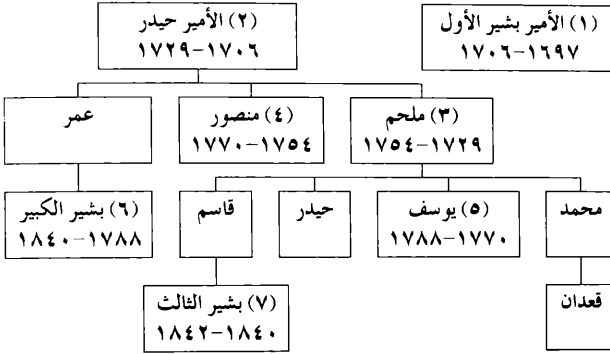 (١) الأمير بشير الأول
١٦٩٧-١٧٠٦
(٢) الأمير حيدر
١٧٠٦-١٧٢٩
(٣) ملحم
١٧٢٩-١٧٥٤
(٤) منصور
١٧٥٤-١٧٧٠
عمر
محمد
(٥) يوسف
١٧٧٠-١٧٨٨
حيدر
قاسم
(٦) بشير الكبير
١٧٨٨-١٨٤٠
قعدان
(٧) بشير الثالث
١٨٤٠-١٨٤٢